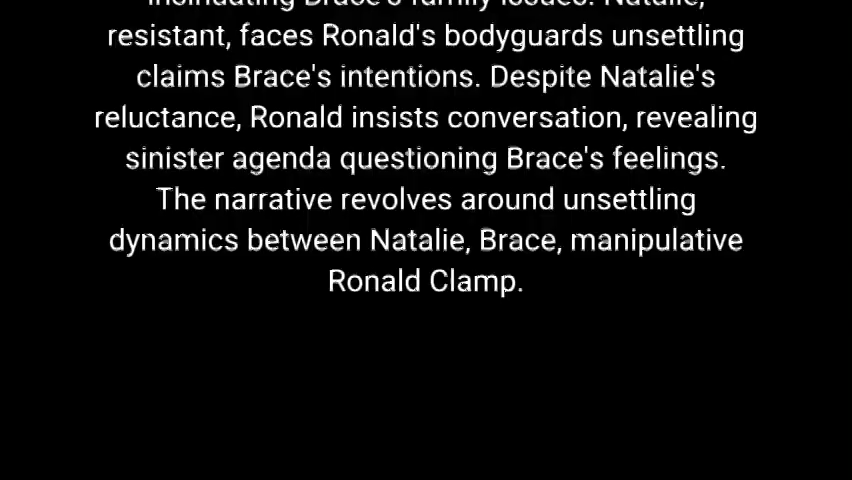 insinuating Brace's family issues. Natalie,
resistant, faces Ronald's bodyguards unsettling
claims Brace's intentions. Despite Natalie's
reluctance, Ronald insists conversation, revealing
sinister agenda questioning Brace's feelings.
The narrative revolves around unsettling
dynamics between Natalie, Brace, manipulative
Ronald Clamp.